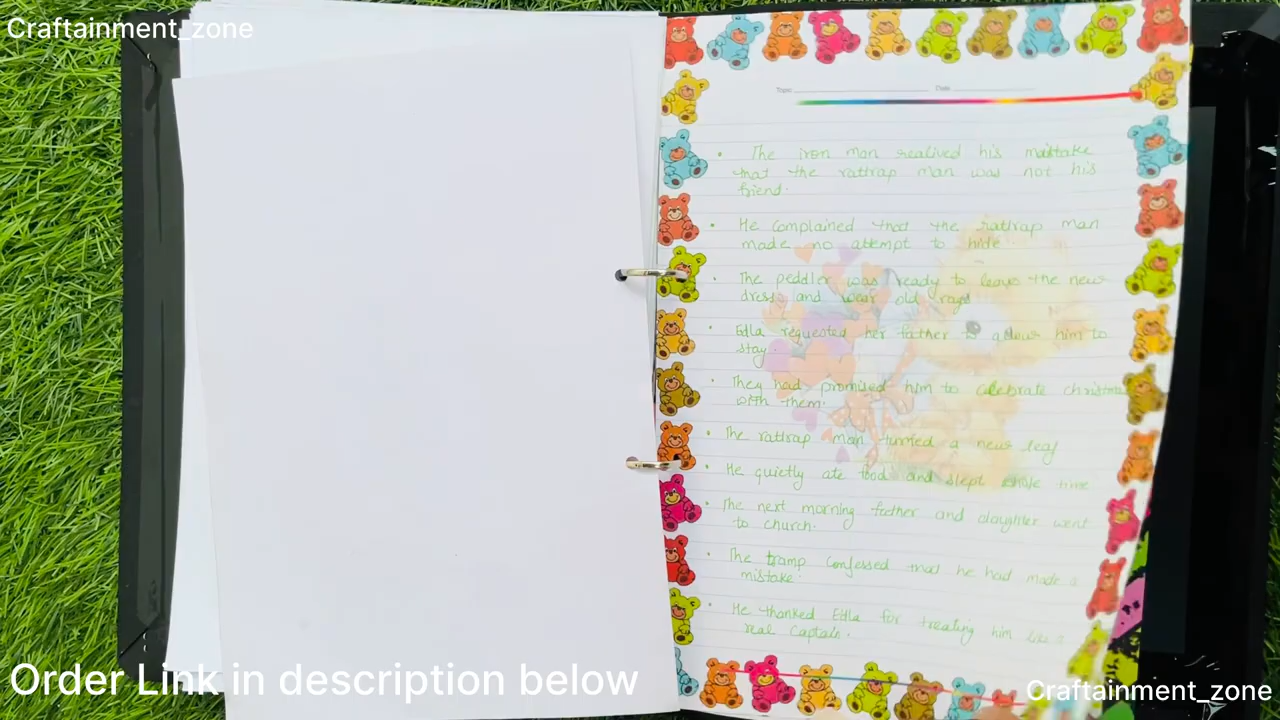 Craftainment_zone
Topic Date
• The iron man realived his maistake
that the rattrap man was not his
friend.
• He complained that the rattrap man
made no attempt to hide
• The peddler was ready to leave the new
dress and wear old rags
• Edla requested her father to allow him to
stay.
• They had promised him to celebrate christmas
with them.
• The rattrap man turned a new leaf
• He quietly ate food and slept whole time
• The next morning father and daughter went
to church.
• The tramp confessed that he had made a
mistake.
• He thanked Edla for treating him like a
real captain.
Order Link in description below
Craftainment_zone